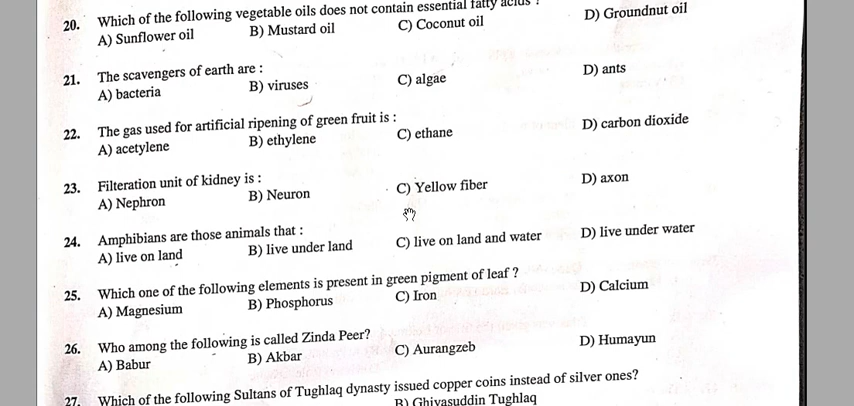 20. Which of the following vegetable oils does not contain essential fatty acids ?
A) Sunflower oil B) Mustard oil C) Coconut oil D) Groundnut oil
21. The scavengers of earth are :
A) bacteria B) viruses C) algae D) ants
22. The gas used for artificial ripening of green fruit is :
A) acetylene B) ethylene C) ethane D) carbon dioxide
23. Filteration unit of kidney is :
A) Nephron B) Neuron C) Yellow fiber D) axon
24. Amphibians are those animals that :
A) live on land B) live under land C) live on land and water D) live under water
25. Which one of the following elements is present in green pigment of leaf ?
A) Magnesium B) Phosphorus C) Iron D) Calcium
26. Who among the following is called Zinda Peer?
A) Babur B) Akbar C) Aurangzeb D) Humayun
27. Which of the following Sultans of Tughlaq dynasty issued copper coins instead of silver ones?
B) Ghiyasuddin Tughlaq